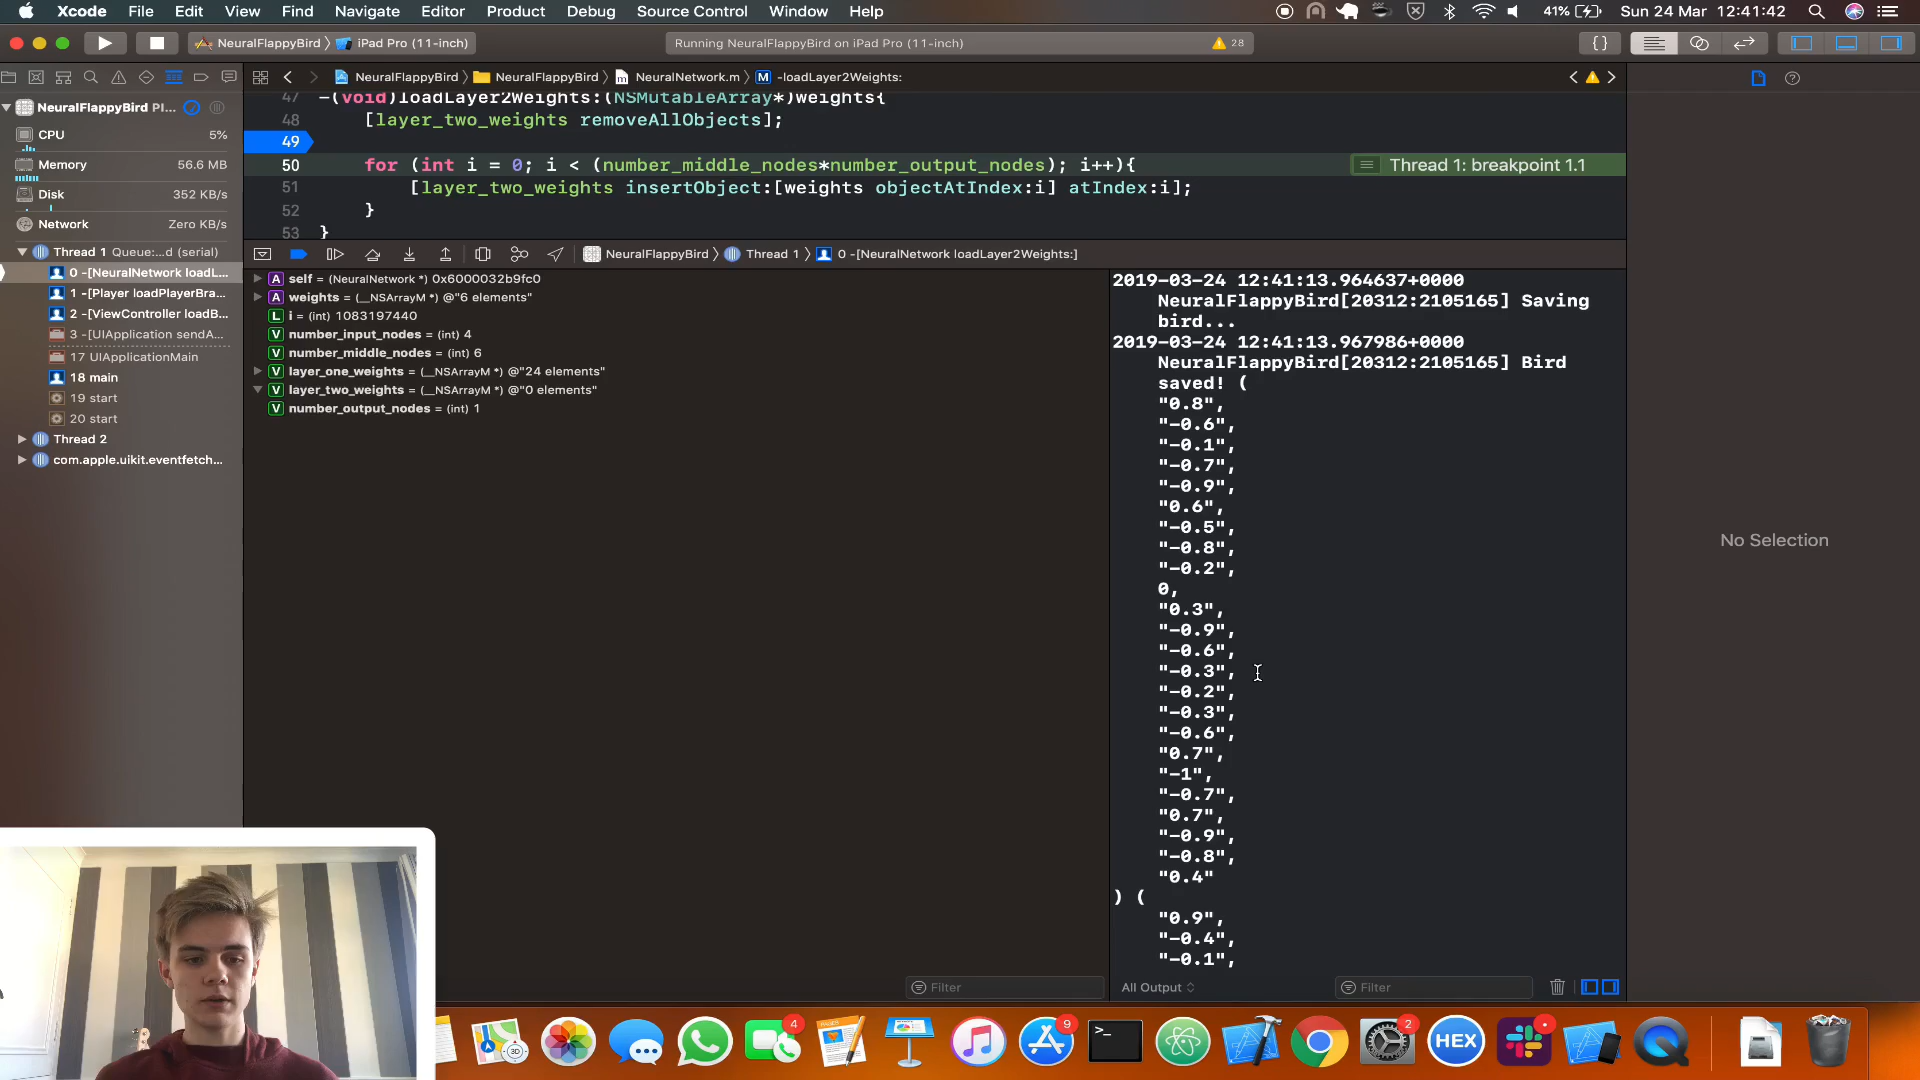 Xcode File Edit View Find Navigate Editor Product Debug Source Control Window Help 41% Sun 24 Mar 12:41:42
NeuralFlappyBird iPad Pro (11-inch) Running NeuralFlappyBird on iPad Pro (11-inch) 28 {}
NeuralFlappyBird NeuralFlappyBird NeuralNetwork.m M -loadLayer2Weights:
NeuralFlappyBird PI...
CPU 5%
Memory 56.6 MB
Disk 352 KB/s
Network Zero KB/s
Thread 1 Queue:...d (serial)
0 -[NeuralNetwork loadL...
1 -[Player loadPlayerBra...
2 -[ViewController loadB...
3 -[UIApplication sendA...
17 UIApplicationMain
18 main
19 start
20 start
Thread 2
com.apple.uikit.eventfetch...
47 -(void)loadLayer2Weights:(NSMutableArray*)weights{
48 [layer_two_weights removeAllObjects];
49
50 for (int i = 0; i < (number_middle_nodes*number_output_nodes); i++){ Thread 1: breakpoint 1.1
51 [layer_two_weights insertObject:[weights objectAtIndex:i] atIndex:i];
52 }
53 }
NeuralFlappyBird Thread 1 0 -[NeuralNetwork loadLayer2Weights:]
A self = (NeuralNetwork *) 0x6000032b9fc0
A weights = (__NSArrayM *) @"6 elements"
L i = (int) 1083197440
V number_input_nodes = (int) 4
V number_middle_nodes = (int) 6
V layer_one_weights = (__NSArrayM *) @"24 elements"
V layer_two_weights = (__NSArrayM *) @"0 elements"
V number_output_nodes = (int) 1
Filter
2019-03-24 12:41:13.964637+0000
NeuralFlappyBird[20312:2105165] Saving
bird...
2019-03-24 12:41:13.967986+0000
NeuralFlappyBird[20312:2105165] Bird
saved! (
"0.8",
"-0.6",
"-0.1",
"-0.7",
"-0.9",
"0.6",
"-0.5",
"-0.8",
"-0.2",
0,
"0.3",
"-0.9",
"-0.6",
"-0.3",
"-0.2",
"-0.3",
"-0.6",
"0.7",
"-1",
"-0.7",
"0.7",
"-0.9",
"-0.8",
"0.4"
) (
"0.9",
"-0.4",
"-0.1",
All Output Filter
No Selection
3D 4 PAGES 9 >_ 2 HEX